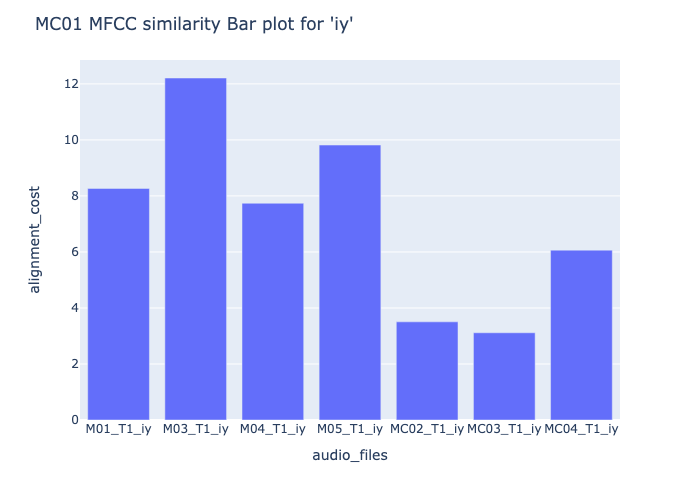 MC01 MFCC similarity Bar plot for 'iy'
12
10
8
6
4
2
0
alignment_cost
M01_T1_iy M03_T1_iy M04_T1_iy M05_T1_iy MC02_T1_iy MC03_T1_iy MC04_T1_iy
audio_files